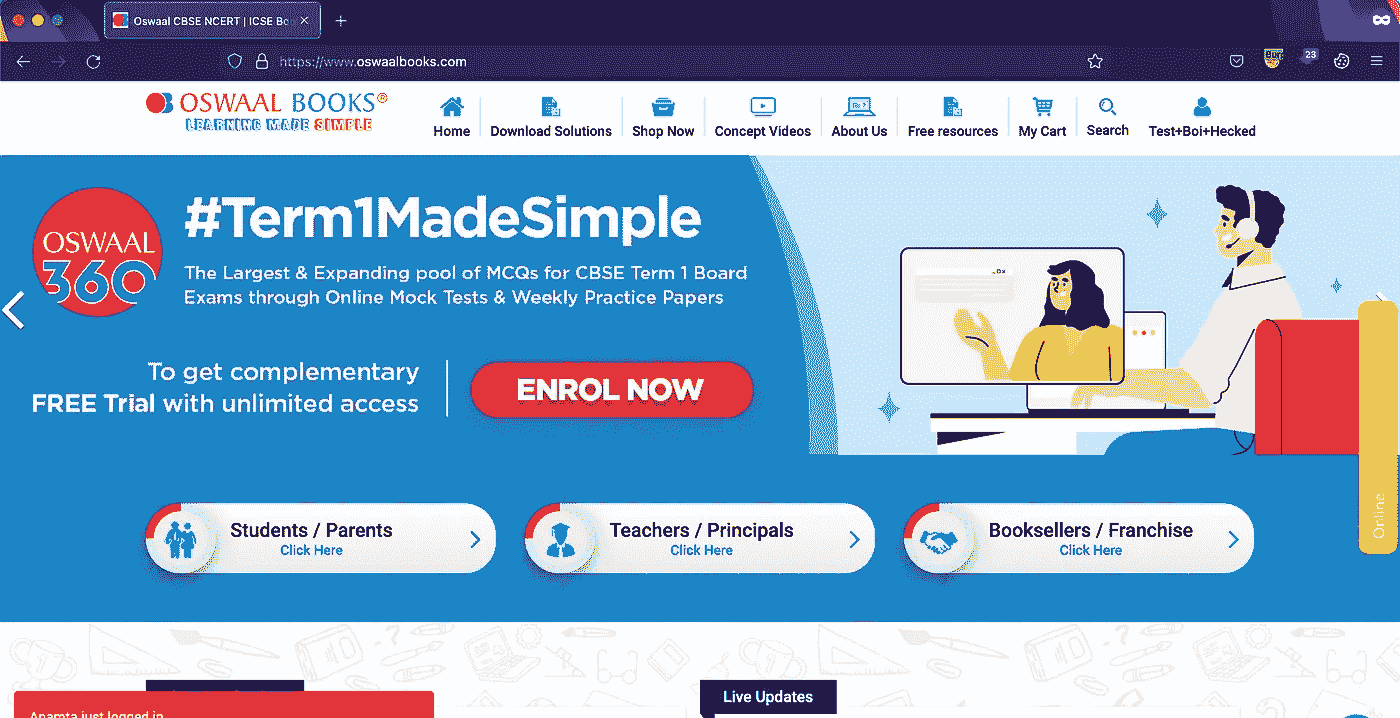 Oswaal CBSE NCERT | ICSE Bo
https://www.oswaalbooks.com
23
OSWAAL BOOKS®
LEARNING MADE SIMPLE
Home
Download Solutions
Shop Now
Concept Videos
About Us
Free resources
My Cart
Search
Test+Boi+Hecked
OSWAAL
360
#Term1MadeSimple
The Largest & Expanding pool of MCQs for CBSE Term 1 Board
Exams through Online Mock Tests & Weekly Practice Papers
To get complementary
FREE Trial with unlimited access
ENROL NOW
Online
Students / Parents
Click Here
Teachers / Principals
Click Here
Booksellers / Franchise
Click Here
Live Updates
Anamta just logged in